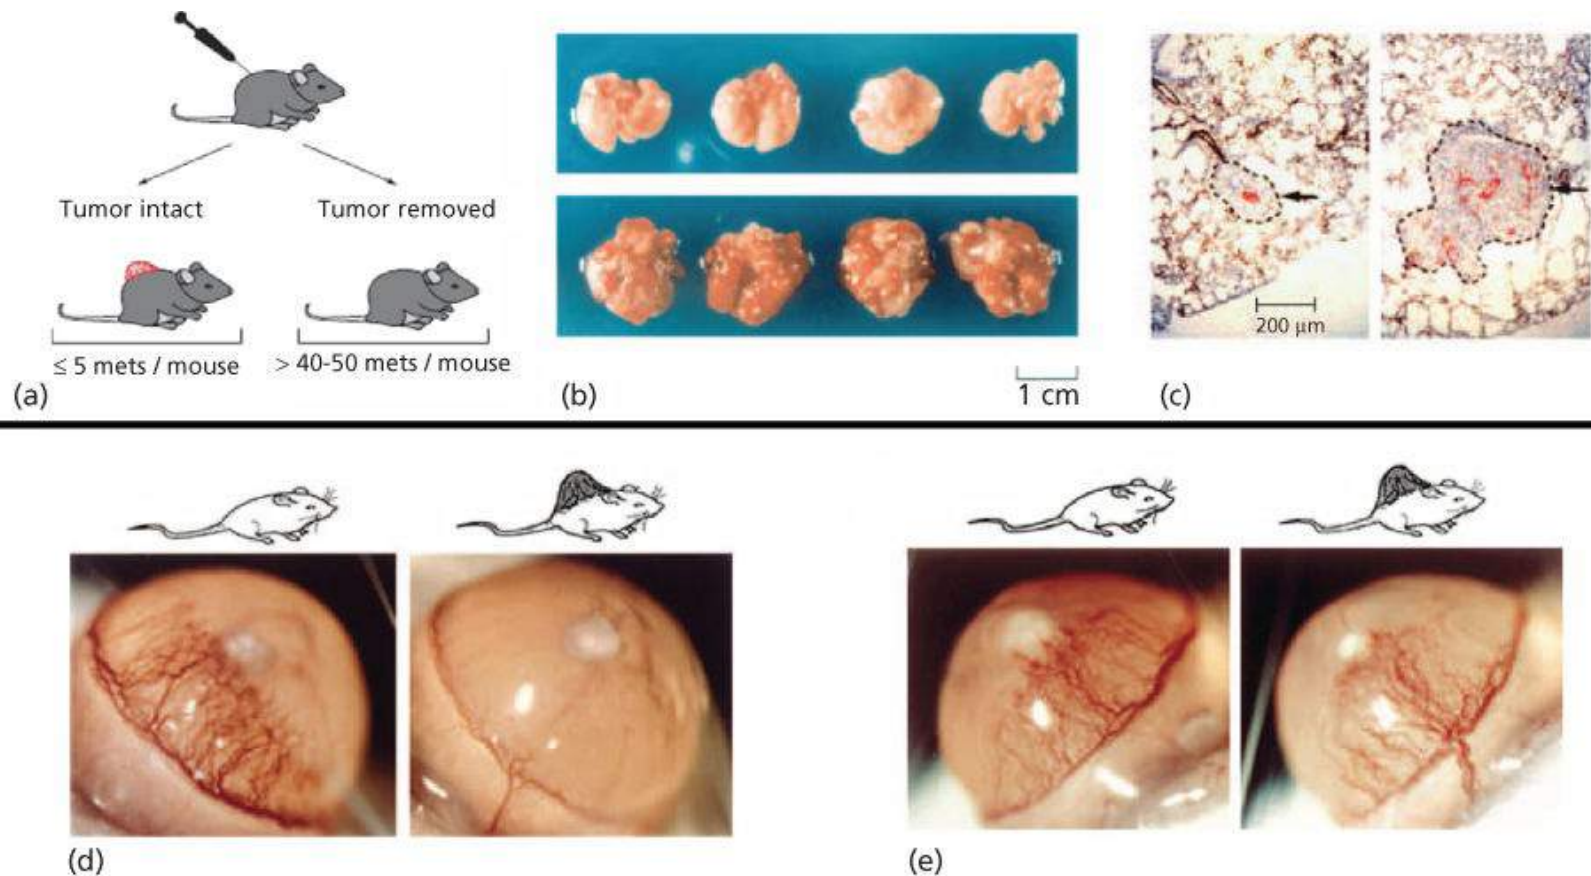 Tumor intact
Tumor removed
≤ 5 mets / mouse
> 40-50 mets / mouse
(a)
(b)
1 cm
200 μm
(c)
(d)
(e)